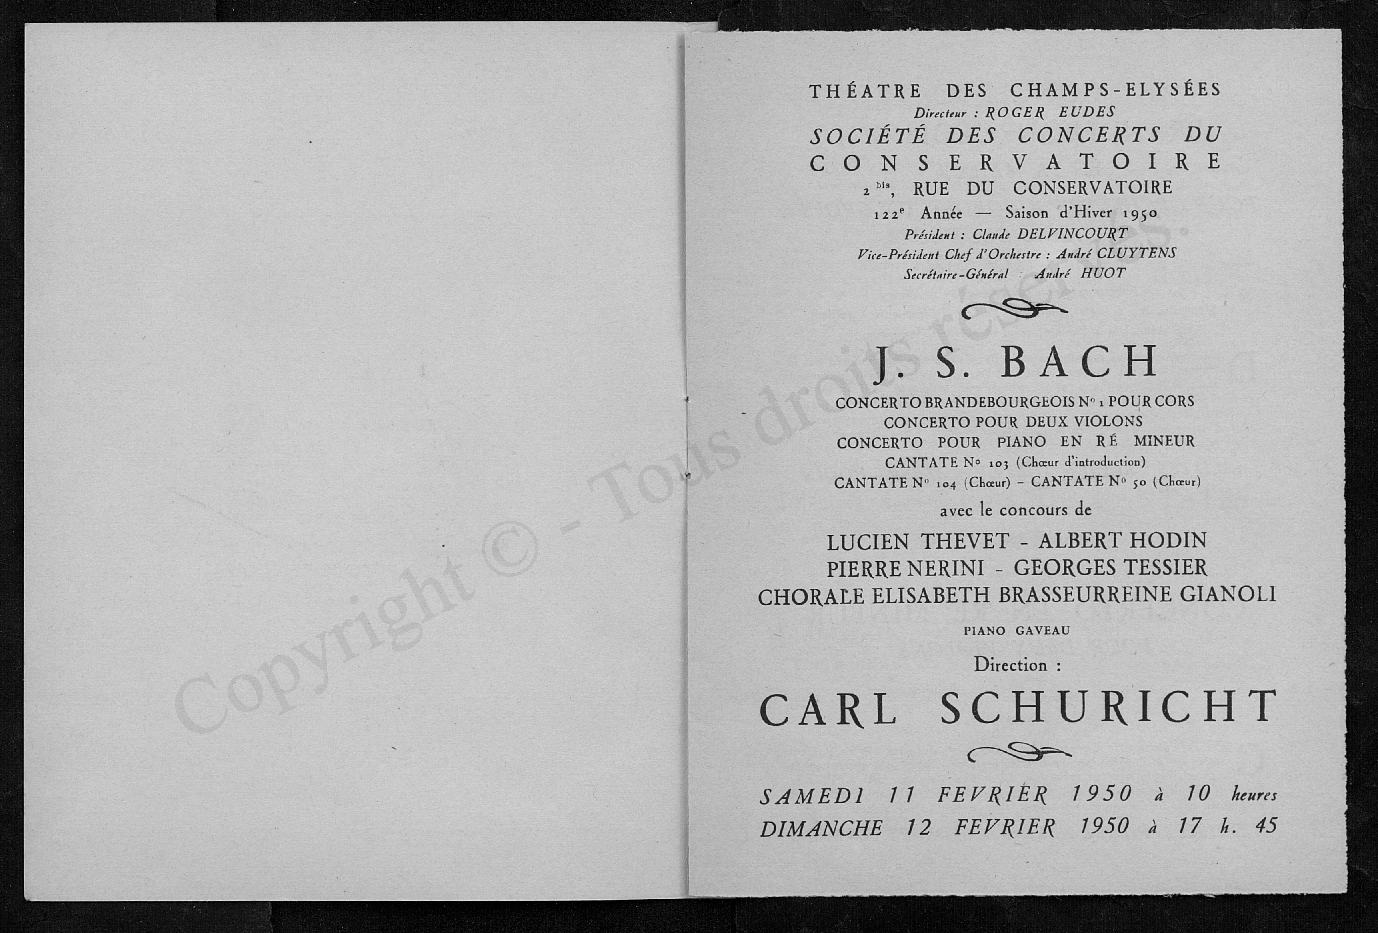 THÉATRE DES CHAMPS-ELYSÉES
Directeur : ROGER EUDES
SOCIÉTÉ DES CONCERTS DU
CONSERVATOIRE
2 bis, RUE DU CONSERVATOIRE
122e Année — Saison d'Hiver 1950
Président : Claude DELVINCOURT
Vice-Président Chef d'Orchestre : André CLUYTENS
Secrétaire-Général : André HUOT
J. S. BACH
CONCERTO BRANDEBOURGEOIS No 1 POUR CORS
CONCERTO POUR DEUX VIOLONS
CONCERTO POUR PIANO EN RÉ MINEUR
CANTATE No 103 (Chœur d'introduction)
CANTATE No 104 (Chœur) - CANTATE No 50 (Chœur)
avec le concours de
LUCIEN THEVET - ALBERT HODIN
PIERRE NERINI - GEORGES TESSIER
CHORALE ELISABETH BRASSEURREINE GIANOLI
PIANO GAVEAU
Direction :
CARL SCHURICHT
SAMEDI 11 FEVRIER 1950 à 10 heures
DIMANCHE 12 FEVRIER 1950 à 17 h. 45
Copyright © - Tous droits réservés.